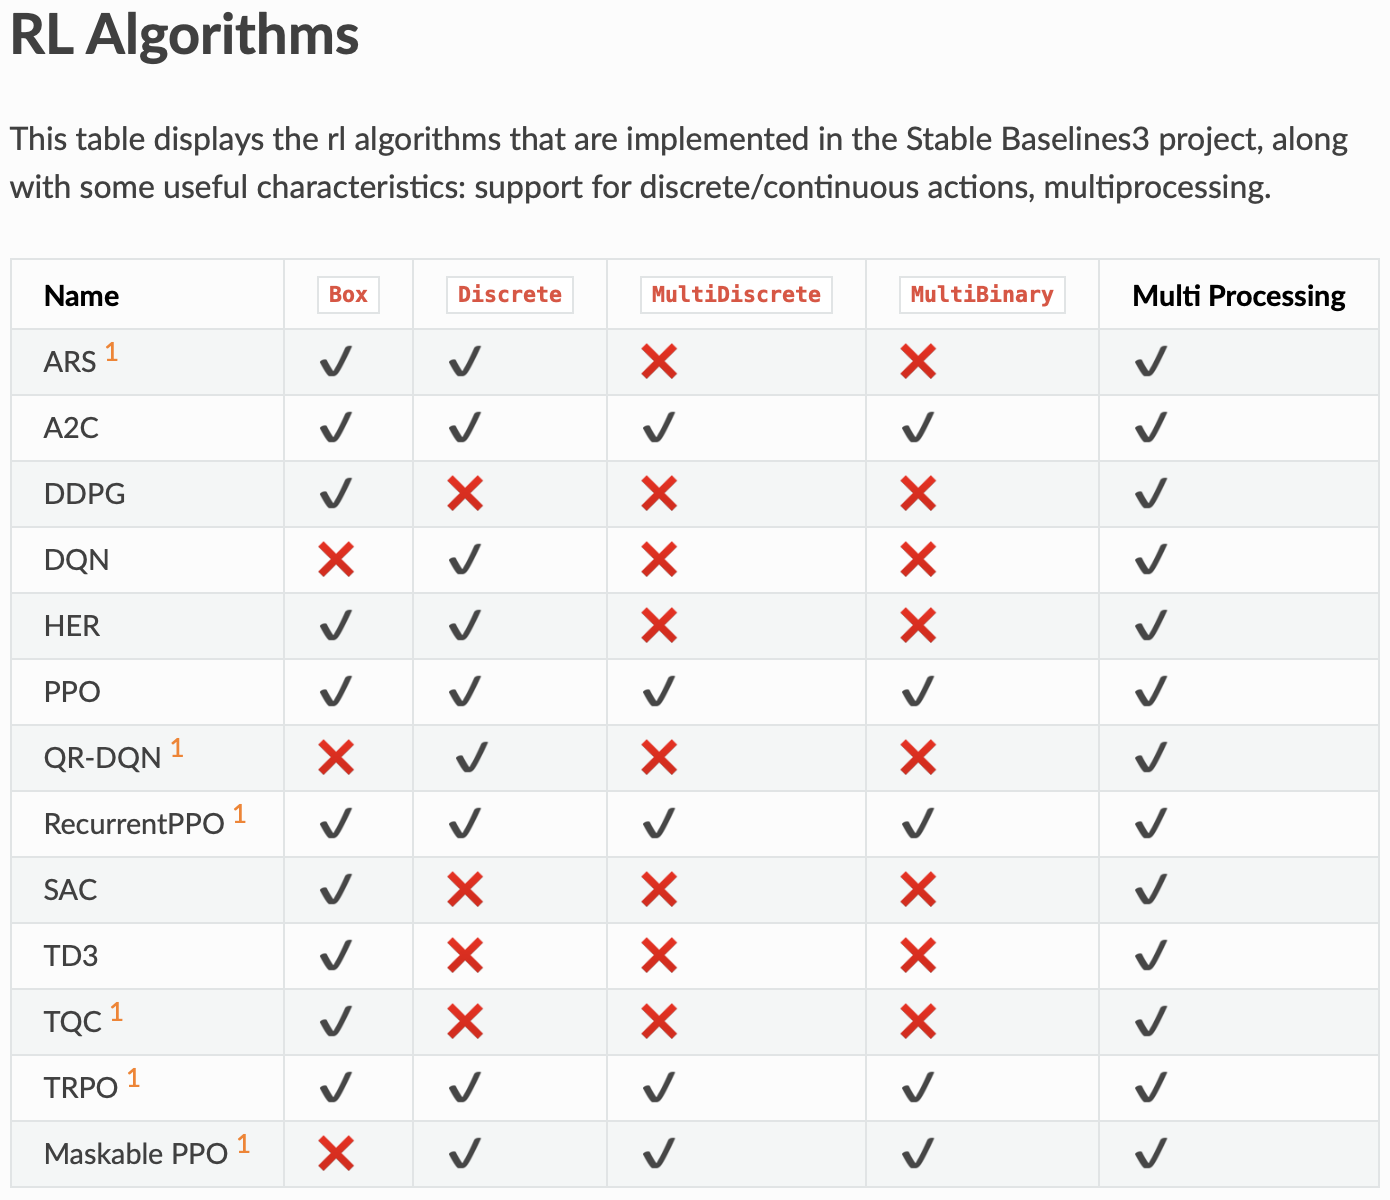 RL Algorithms
This table displays the rl algorithms that are implemented in the Stable Baselines3 project, along
with some useful characteristics: support for discrete/continuous actions, multiprocessing.
Name Box Discrete MultiDiscrete MultiBinary Multi Processing
ARS 1 ✔ ✔ ❌ ❌ ✔
A2C ✔ ✔ ✔ ✔ ✔
DDPG ✔ ❌ ❌ ❌ ✔
DQN ❌ ✔ ❌ ❌ ✔
HER ✔ ✔ ❌ ❌ ✔
PPO ✔ ✔ ✔ ✔ ✔
QR-DQN 1 ❌ ✔ ❌ ❌ ✔
RecurrentPPO 1 ✔ ✔ ✔ ✔ ✔
SAC ✔ ❌ ❌ ❌ ✔
TD3 ✔ ❌ ❌ ❌ ✔
TQC 1 ✔ ❌ ❌ ❌ ✔
TRPO 1 ✔ ✔ ✔ ✔ ✔
Maskable PPO 1 ❌ ✔ ✔ ✔ ✔